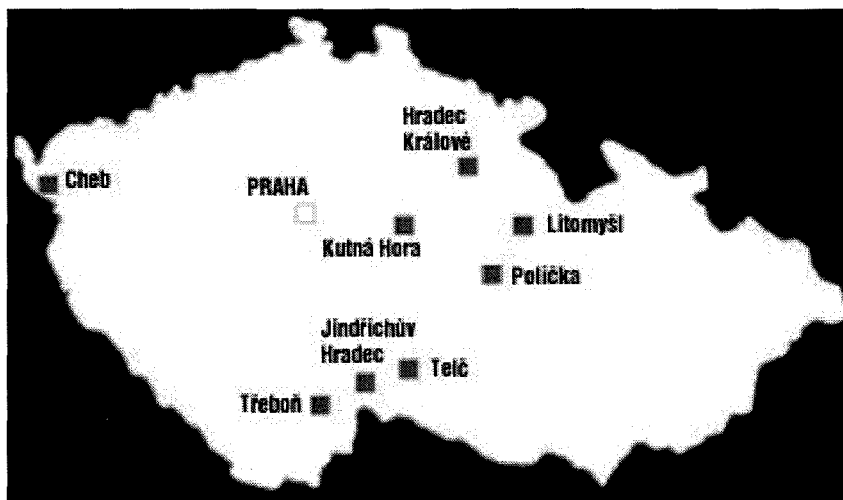 Hradec
Králové
Cheb
PRAHA
Kutná Hora
Litomyšl
Polička
Jindřichův
Hradec
Telč
Třeboň